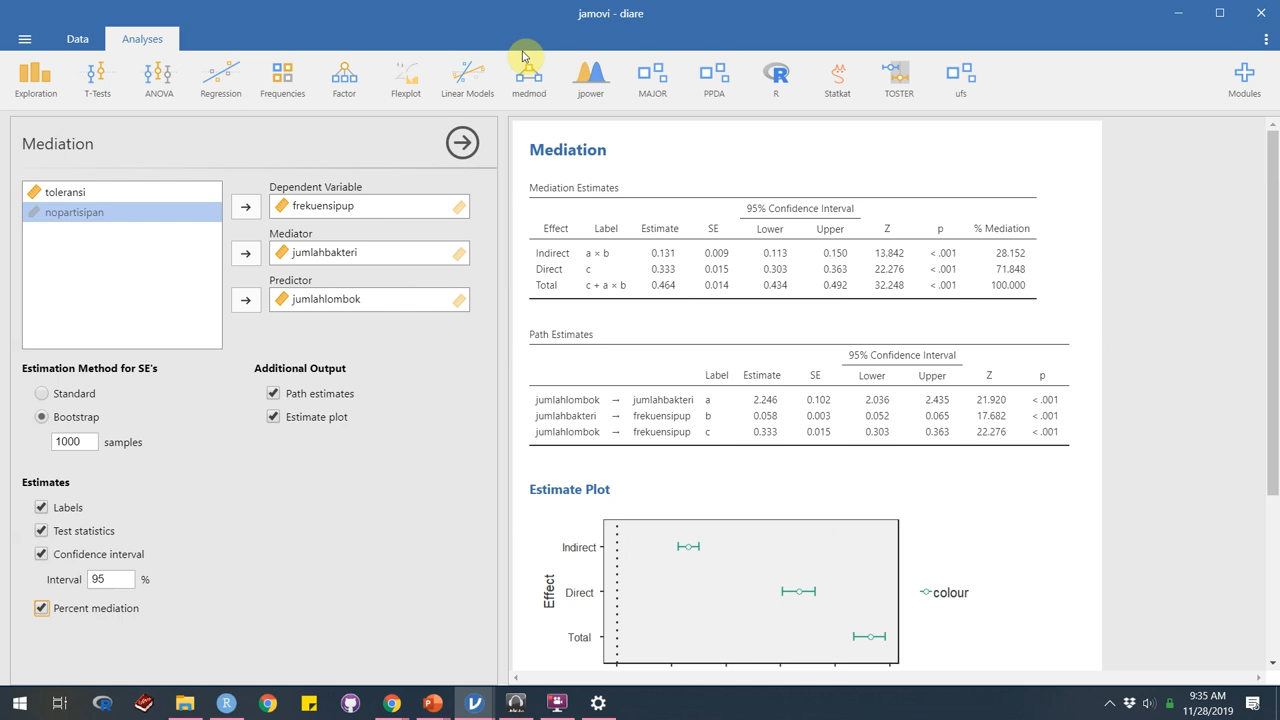 jamovi - diare
Data Analyses
Exploration T-Tests ANOVA Regression Frequencies Factor Flexplot Linear Models medmod jpower MAJOR PPDA R Statkat TOSTER ufs Modules
Mediation
toleransi
nopartisipan
Dependent Variable
frekuensipup
Mediator
jumlahbakteri
Predictor
jumlahlombok
Estimation Method for SE's
Standard
Bootstrap
1000 samples
Additional Output
Path estimates
Estimate plot
Estimates
Labels
Test statistics
Confidence interval
Interval 95 %
Percent mediation
Mediation
Mediation Estimates
95% Confidence Interval
Effect Label Estimate SE Lower Upper Z p % Mediation
Indirect a × b 0.131 0.009 0.113 0.150 13.842 < .001 28.152
Direct c 0.333 0.015 0.303 0.363 22.276 < .001 71.848
Total c + a × b 0.464 0.014 0.434 0.492 32.248 < .001 100.000
Path Estimates
95% Confidence Interval
Label Estimate SE Lower Upper Z p
jumlahlombok → jumlahbakteri a 2.246 0.102 2.036 2.435 21.920 < .001
jumlahbakteri → frekuensipup b 0.058 0.003 0.052 0.065 17.682 < .001
jumlahlombok → frekuensipup c 0.333 0.015 0.303 0.363 22.276 < .001
Estimate Plot
Effect
Indirect
Direct
Total
colour
9:35 AM
11/28/2019